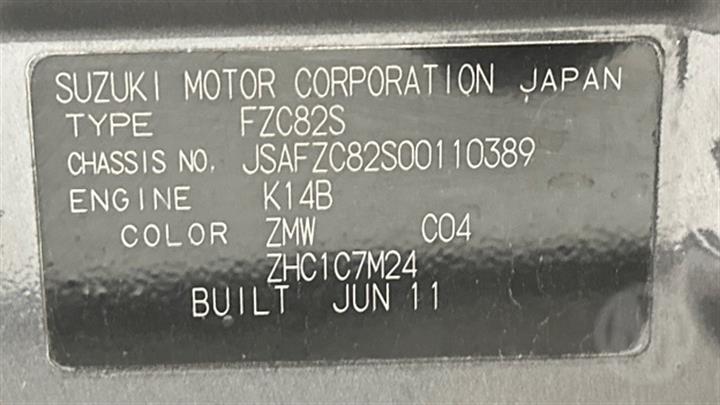 SUZUKI MOTOR CORPORATION JAPAN
TYPE FZC82S
CHASSIS NO. JSAFZC82S00110389
ENGINE K14B
COLOR ZMW C04
ZHC1C7M24
BUILT JUN 11